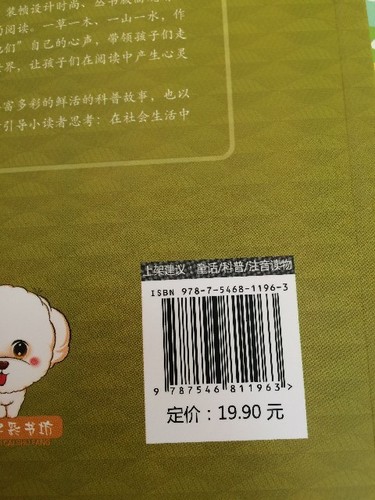 装帧设计时尚、丛书
的阅读。一草一木，一山一水，作
们”自己的心声，带领孩子们走
界，让孩子们在阅读中产生心灵
富多彩的鲜活的科普故事，也以
引导小读者思考：在社会生活中
上架建议：童话/科普/注音读物
ISBN 978-7-5468-1196-3
9 787546 811963 >
定价：19.90 元
彩书坊